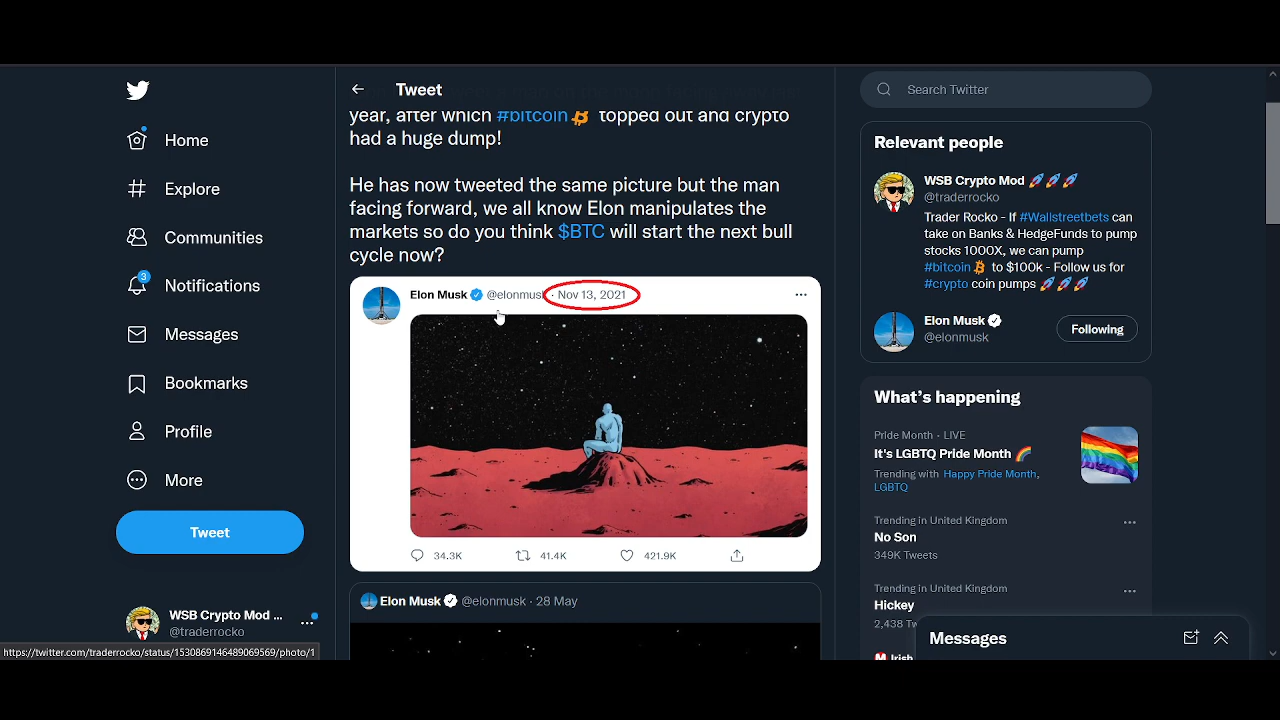 Home
Explore
Communities
3
Notifications
Messages
Bookmarks
Profile
More
Tweet
WSB Crypto Mod ...
@traderrocko
https://twitter.com/traderrocko/status/1530869146489069569/photo/1
Tweet
year, after which #bitcoin topped out and crypto
had a huge dump!
He has now tweeted the same picture but the man
facing forward, we all know Elon manipulates the
markets so do you think $BTC will start the next bull
cycle now?
Elon Musk @elonmusk · Nov 13, 2021
34.3K 41.4K 421.9K
Elon Musk @elonmusk · 28 May
Search Twitter
Relevant people
WSB Crypto Mod
@traderrocko
Trader Rocko - If #Wallstreetbets can
take on Banks & HedgeFunds to pump
stocks 1000X, we can pump
#bitcoin to $100k - Follow us for
#crypto coin pumps
Elon Musk
@elonmusk
Following
What's happening
Pride Month · LIVE
It's LGBTQ Pride Month
Trending with Happy Pride Month,
LGBTQ
Trending in United Kingdom
No Son
349K Tweets
Trending in United Kingdom
Hickey
2,438 Tw
Irish
Messages